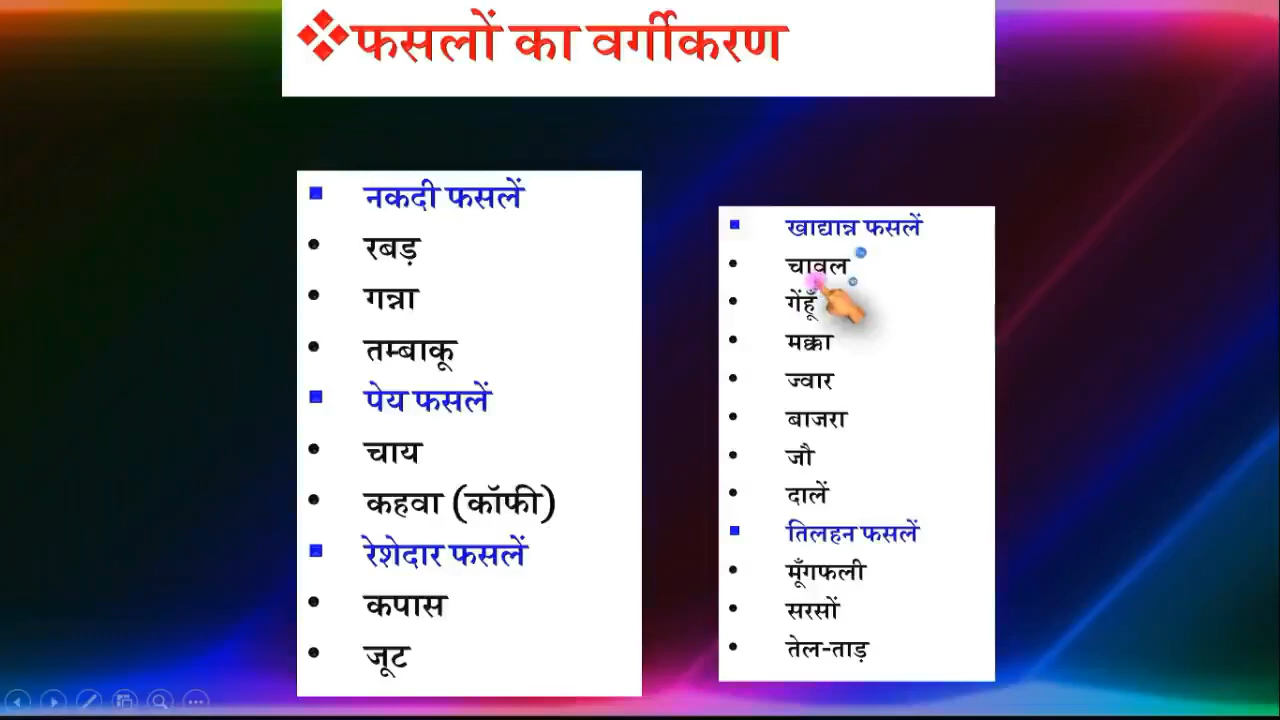 फसलों का वर्गीकरण
नकदी फसलें
रबड़
गन्ना
तम्बाकू
पेय फसलें
चाय
कहवा (कॉफी)
रेशेदार फसलें
कपास
जूट
खाद्यान्न फसलें
चावल
गेंहूँ
मक्का
ज्वार
बाजरा
जौ
दालें
तिलहन फसलें
मूँगफली
सरसों
तेल-ताड़